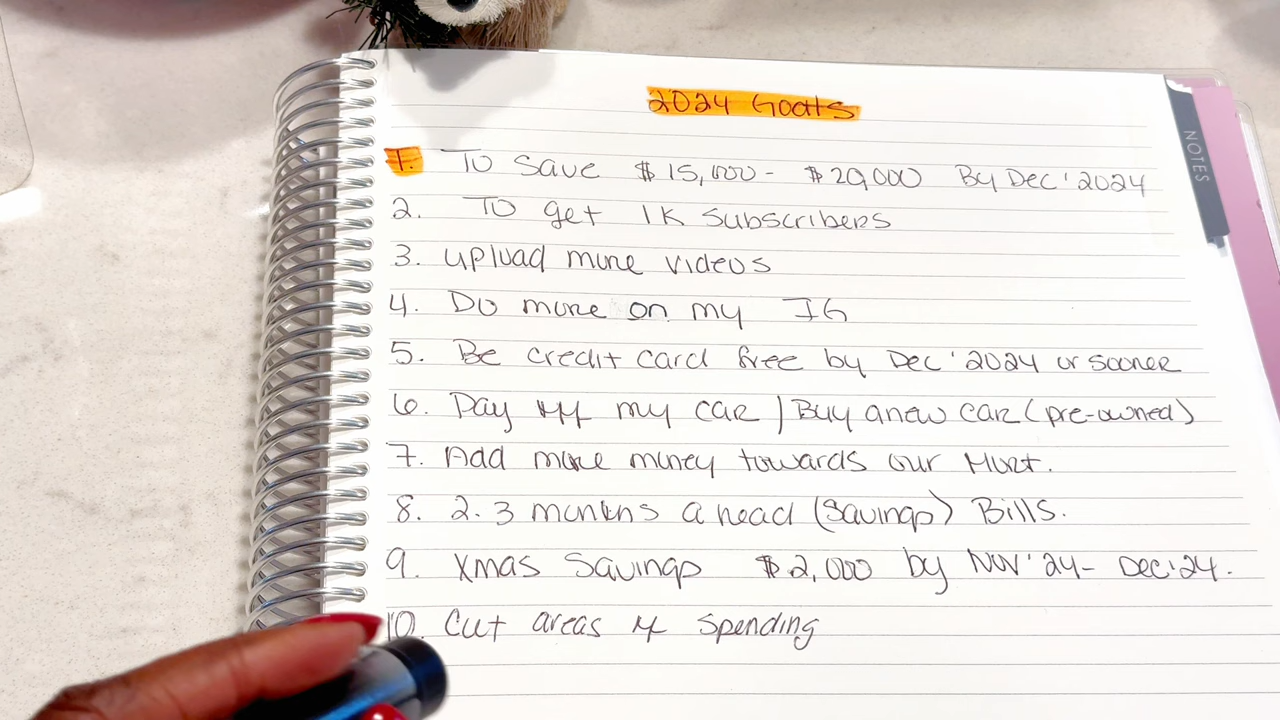 2024 Goals
1. To save $15,000 - $20,000 By Dec '2024
2. To get 1K subscribers
3. upload more videos
4. Do more on my IG
5. Be credit card free by Dec '2024 or sooner
6. Pay off my car / Buy a new car (pre-owned)
7. Add more money towards our Mort.
8. 2-3 months ahead (savings) Bills.
9. Xmas Savings $2,000 by Nov '24 - Dec '24.
10. Cut areas of spending
NOTES